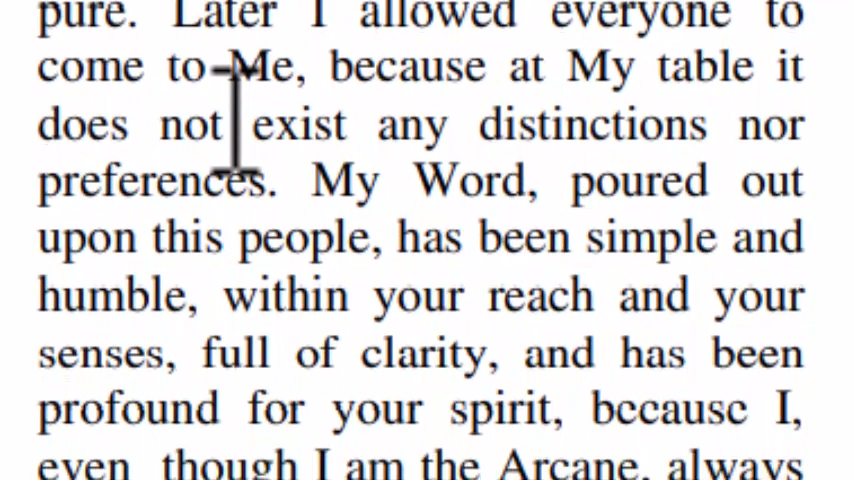 pure. Later I allowed everyone to
come to Me, because at My table it
does not exist any distinctions nor
preferences. My Word, poured out
upon this people, has been simple and
humble, within your reach and your
senses, full of clarity, and has been
profound for your spirit, because I,
even though I am the Arcane, always